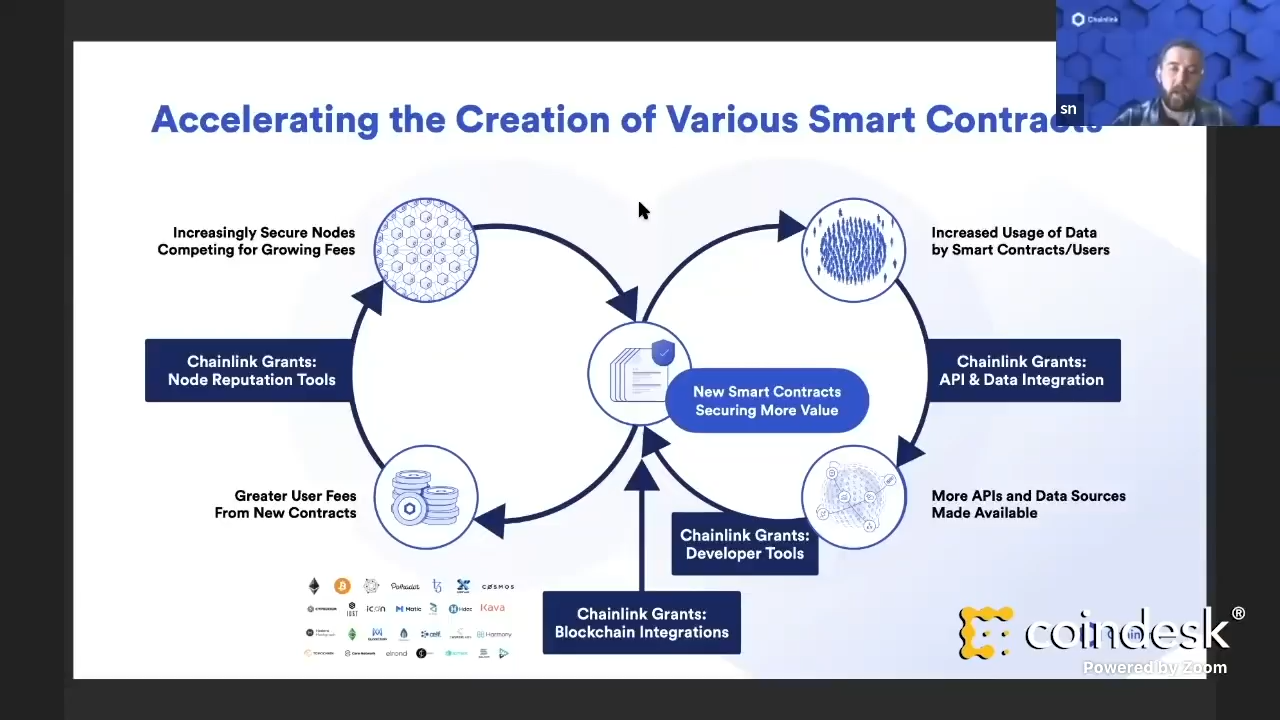 Chainlink
sn
Accelerating the Creation of Various Smart Contracts
Increasingly Secure Nodes
Competing for Growing Fees
Increased Usage of Data
by Smart Contracts/Users
Chainlink Grants:
Node Reputation Tools
Chainlink Grants:
API & Data Integration
New Smart Contracts
Securing More Value
Greater User Fees
From New Contracts
More APIs and Data Sources
Made Available
Chainlink Grants:
Developer Tools
Chainlink Grants:
Blockchain Integrations
Polkadot
COSMOS
ICON
Matic
Kava
Harmony
elrond
coindesk®
Powered by Zoom